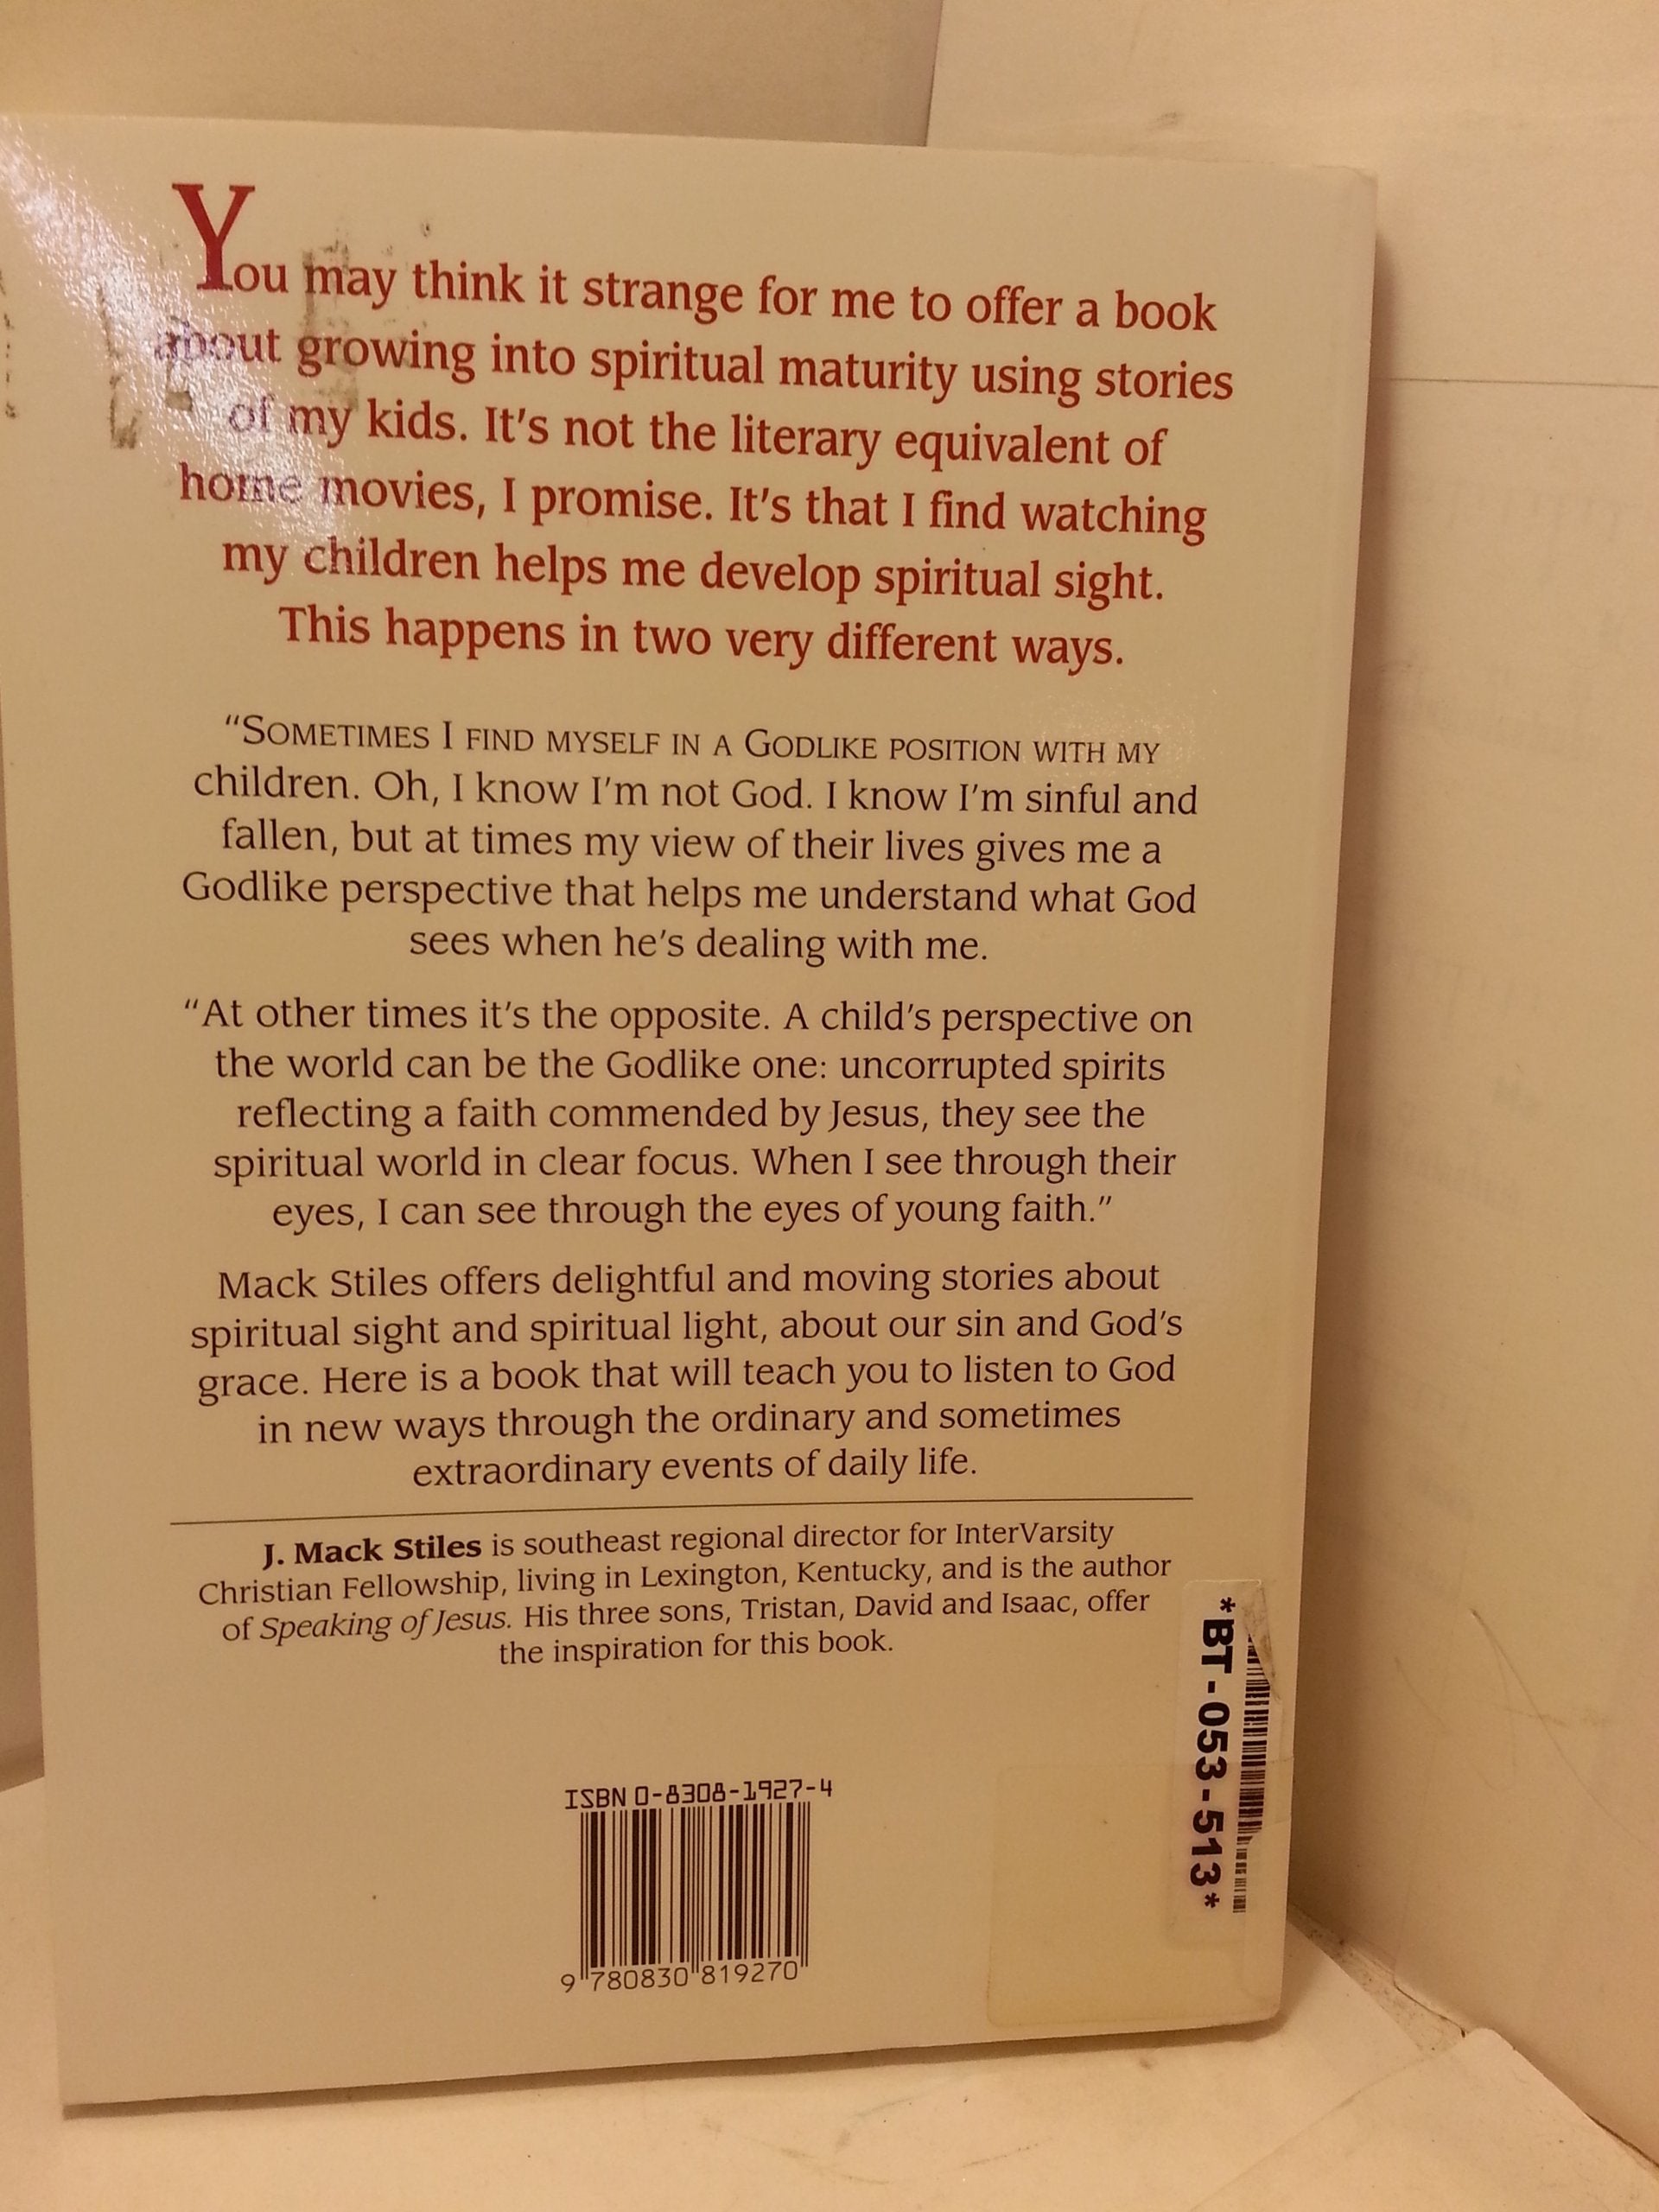 You may think it strange for me to offer a book
about growing into spiritual maturity using stories
of my kids. It's not the literary equivalent of
home movies, I promise. It's that I find watching
my children helps me develop spiritual sight.
This happens in two very different ways.
"SOMETIMES I FIND MYSELF IN A GODLIKE POSITION WITH MY
children. Oh, I know I'm not God. I know I'm sinful and
fallen, but at times my view of their lives gives me a
Godlike perspective that helps me understand what God
sees when he's dealing with me.
"At other times it's the opposite. A child's perspective on
the world can be the Godlike one: uncorrupted spirits
reflecting a faith commended by Jesus, they see the
spiritual world in clear focus. When I see through their
eyes, I can see through the eyes of young faith."
Mack Stiles offers delightful and moving stories about
spiritual sight and spiritual light, about our sin and God's
grace. Here is a book that will teach you to listen to God
in new ways through the ordinary and sometimes
extraordinary events of daily life.
J. Mack Stiles is southeast regional director for InterVarsity
Christian Fellowship, living in Lexington, Kentucky, and is the author
of Speaking of Jesus. His three sons, Tristan, David and Isaac, offer
the inspiration for this book.
*BT-053-513*
ISBN 0-8308-1927-4
9 780830 819270